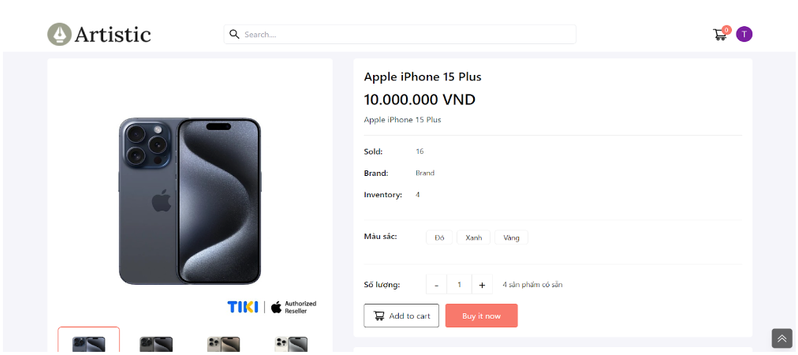 Artistic
Search...
0
T
Apple iPhone 15 Plus
10.000.000 VND
Apple iPhone 15 Plus
Sold: 16
Brand: Brand
Inventory: 4
Màu sắc: Đỏ Xanh Vàng
Số lượng: - 1 + 4 sản phẩm có sẵn
Add to cart Buy it now
TIKI Authorized
Reseller